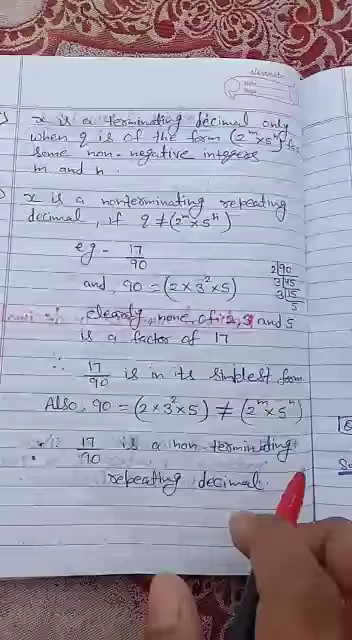 x is a terminating decimal only
when q is of the form (2^m × 5^n) for
some non-negative integers
m and n.
x is a nonterminating repeating
decimal, if q ≠ (2^m × 5^n)
eg - 17/90
and, 90 = (2 × 3^2 × 5)
2|90
3|45
3|15
5
clearly none of 2, 3 and 5
is a factor of 17
∴ 17/90 is in its simplest form
Also, 90 = (2 × 3^2 × 5) ≠ (2^m × 5^n)
∴ 17/90 is a non-terminating
repeating decimal.